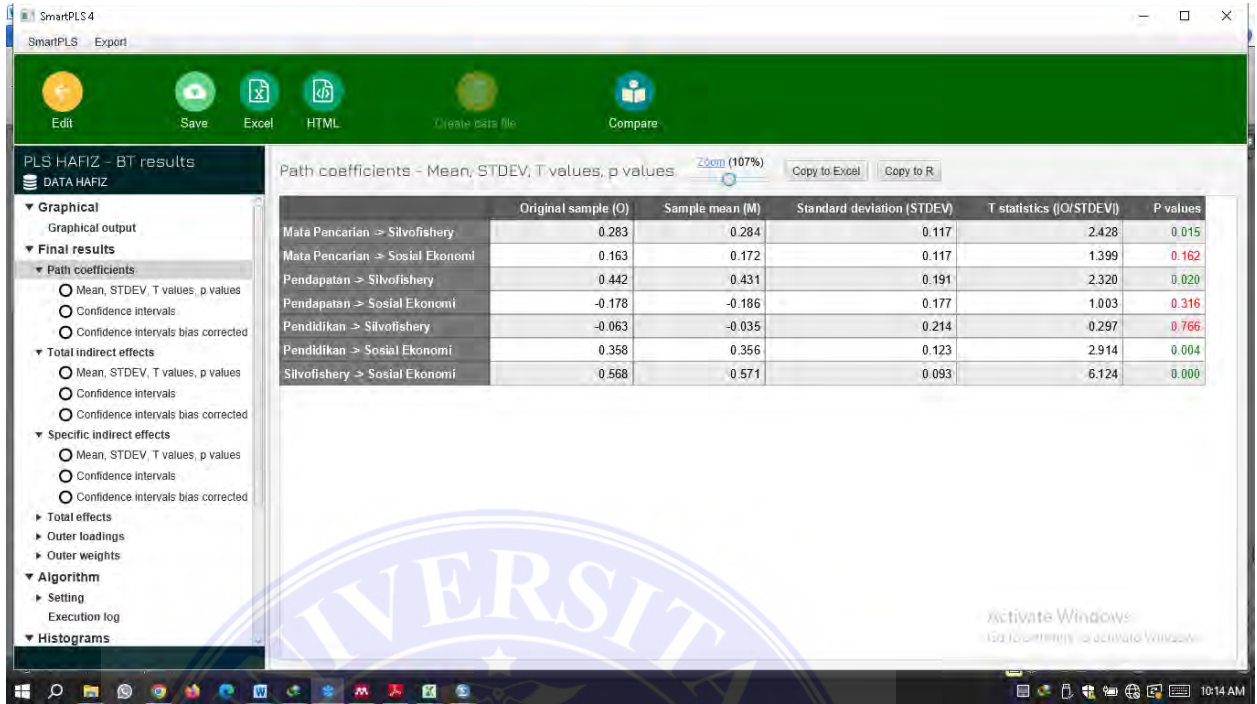 SmartPLS 4
SmartPLS Export
Edit Save Excel HTML Create data file Compare
PLS HAFIZ - BT results
DATA HAFIZ
Graphical
Graphical output
Final results
Path coefficients
Mean, STDEV, T values, p values
Confidence intervals
Confidence intervals bias corrected
Total indirect effects
Mean, STDEV, T values, p values
Confidence intervals
Confidence intervals bias corrected
Specific indirect effects
Mean, STDEV, T values, p values
Confidence intervals
Confidence intervals bias corrected
Total effects
Outer loadings
Outer weights
Algorithm
Setting
Execution log
Histograms
Path coefficients - Mean, STDEV, T values, p values Zoom (107%) Copy to Excel Copy to R
Original sample (O) Sample mean (M) Standard deviation (STDEV) T statistics (|O/STDEV|) P values
Mata Pencarian -> Silvofishery 0.283 0.284 0.117 2.428 0.015
Mata Pencarian -> Sosial Ekonomi 0.163 0.172 0.117 1.399 0.162
Pendapatan -> Silvofishery 0.442 0.431 0.191 2.320 0.020
Pendapatan -> Sosial Ekonomi -0.178 -0.186 0.177 1.003 0.316
Pendidikan -> Silvofishery -0.063 -0.035 0.214 0.297 0.766
Pendidikan -> Sosial Ekonomi 0.358 0.356 0.123 2.914 0.004
Silvofishery -> Sosial Ekonomi 0.568 0.571 0.093 6.124 0.000
VERSITA
Activate Windows
Go to to activate Windows
10:14 AM